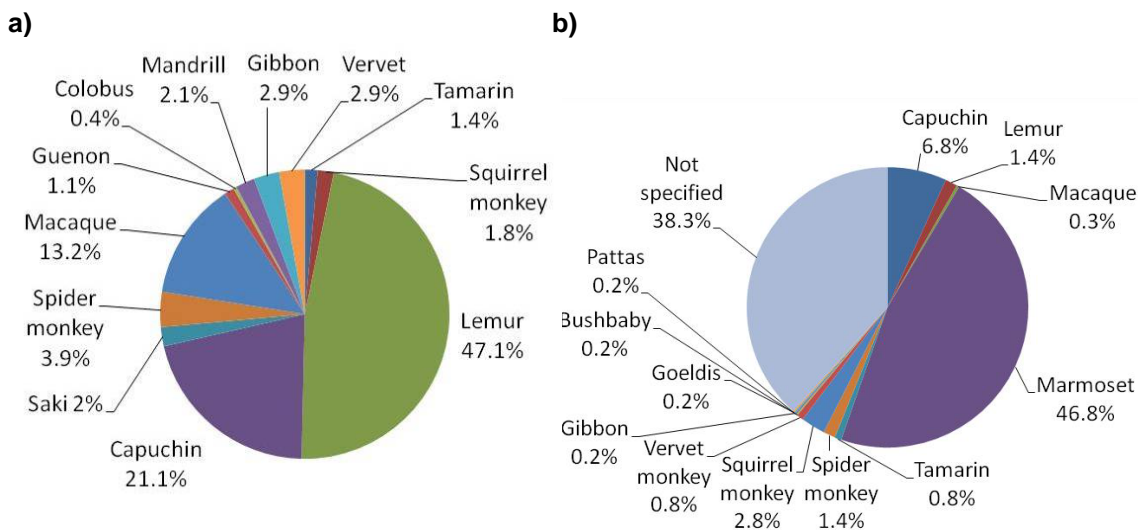 a)
Mandrill
2.1%
Gibbon
2.9%
Vervet
2.9%
Tamarin
1.4%
Colobus
0.4%
Guenon
1.1%
Squirrel
monkey
1.8%
Macaque
13.2%
Spider
monkey
3.9%
Lemur
47.1%
Saki 2%
Capuchin
21.1%
b)
Capuchin
6.8%
Lemur
1.4%
Macaque
0.3%
Not
specified
38.3%
Pattas
0.2%
Bushbaby
0.2%
Goeldis
0.2%
Gibbon
0.2%
Vervet
monkey
0.8%
Squirrel
monkey
2.8%
Spider
monkey
1.4%
Tamarin
0.8%
Marmoset
46.8%